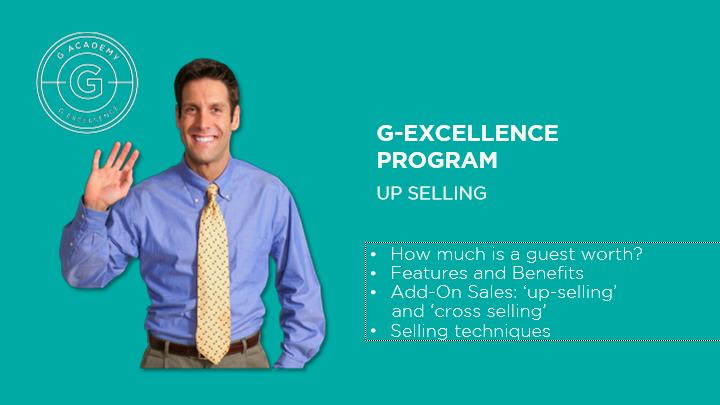 G ACADEMY
G
G EXCELLENCE
G-EXCELLENCE
PROGRAM
UP SELLING
• How much is a guest worth?
• Features and Benefits
• Add-On Sales: ‘up-selling’
and ‘cross selling’
• Selling techniques